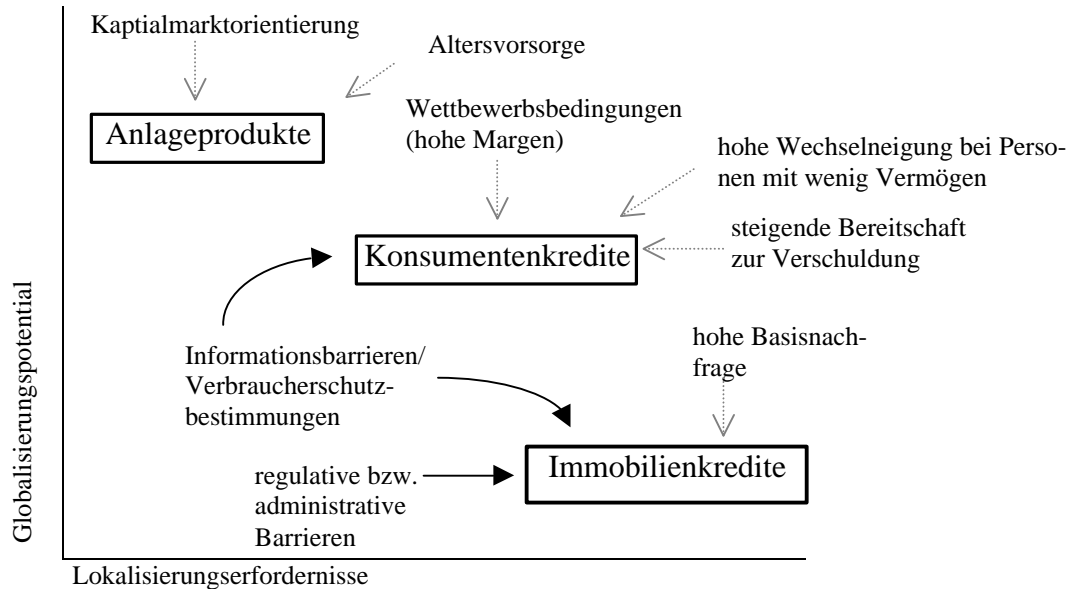 Kaptialmarktorientierung
Altersvorsorge
Anlageprodukte
Wettbewerbsbedingungen
(hohe Margen)
hohe Wechselneigung bei Perso-
nen mit wenig Vermögen
steigende Bereitschaft
zur Verschuldung
Konsumentenkredite
Informationsbarrieren/
Verbraucherschutz-
bestimmungen
hohe Basisnach-
frage
Immobilienkredite
regulative bzw.
administrative
Barrieren
Globalisierungspotential
Lokalisierungserfordernisse